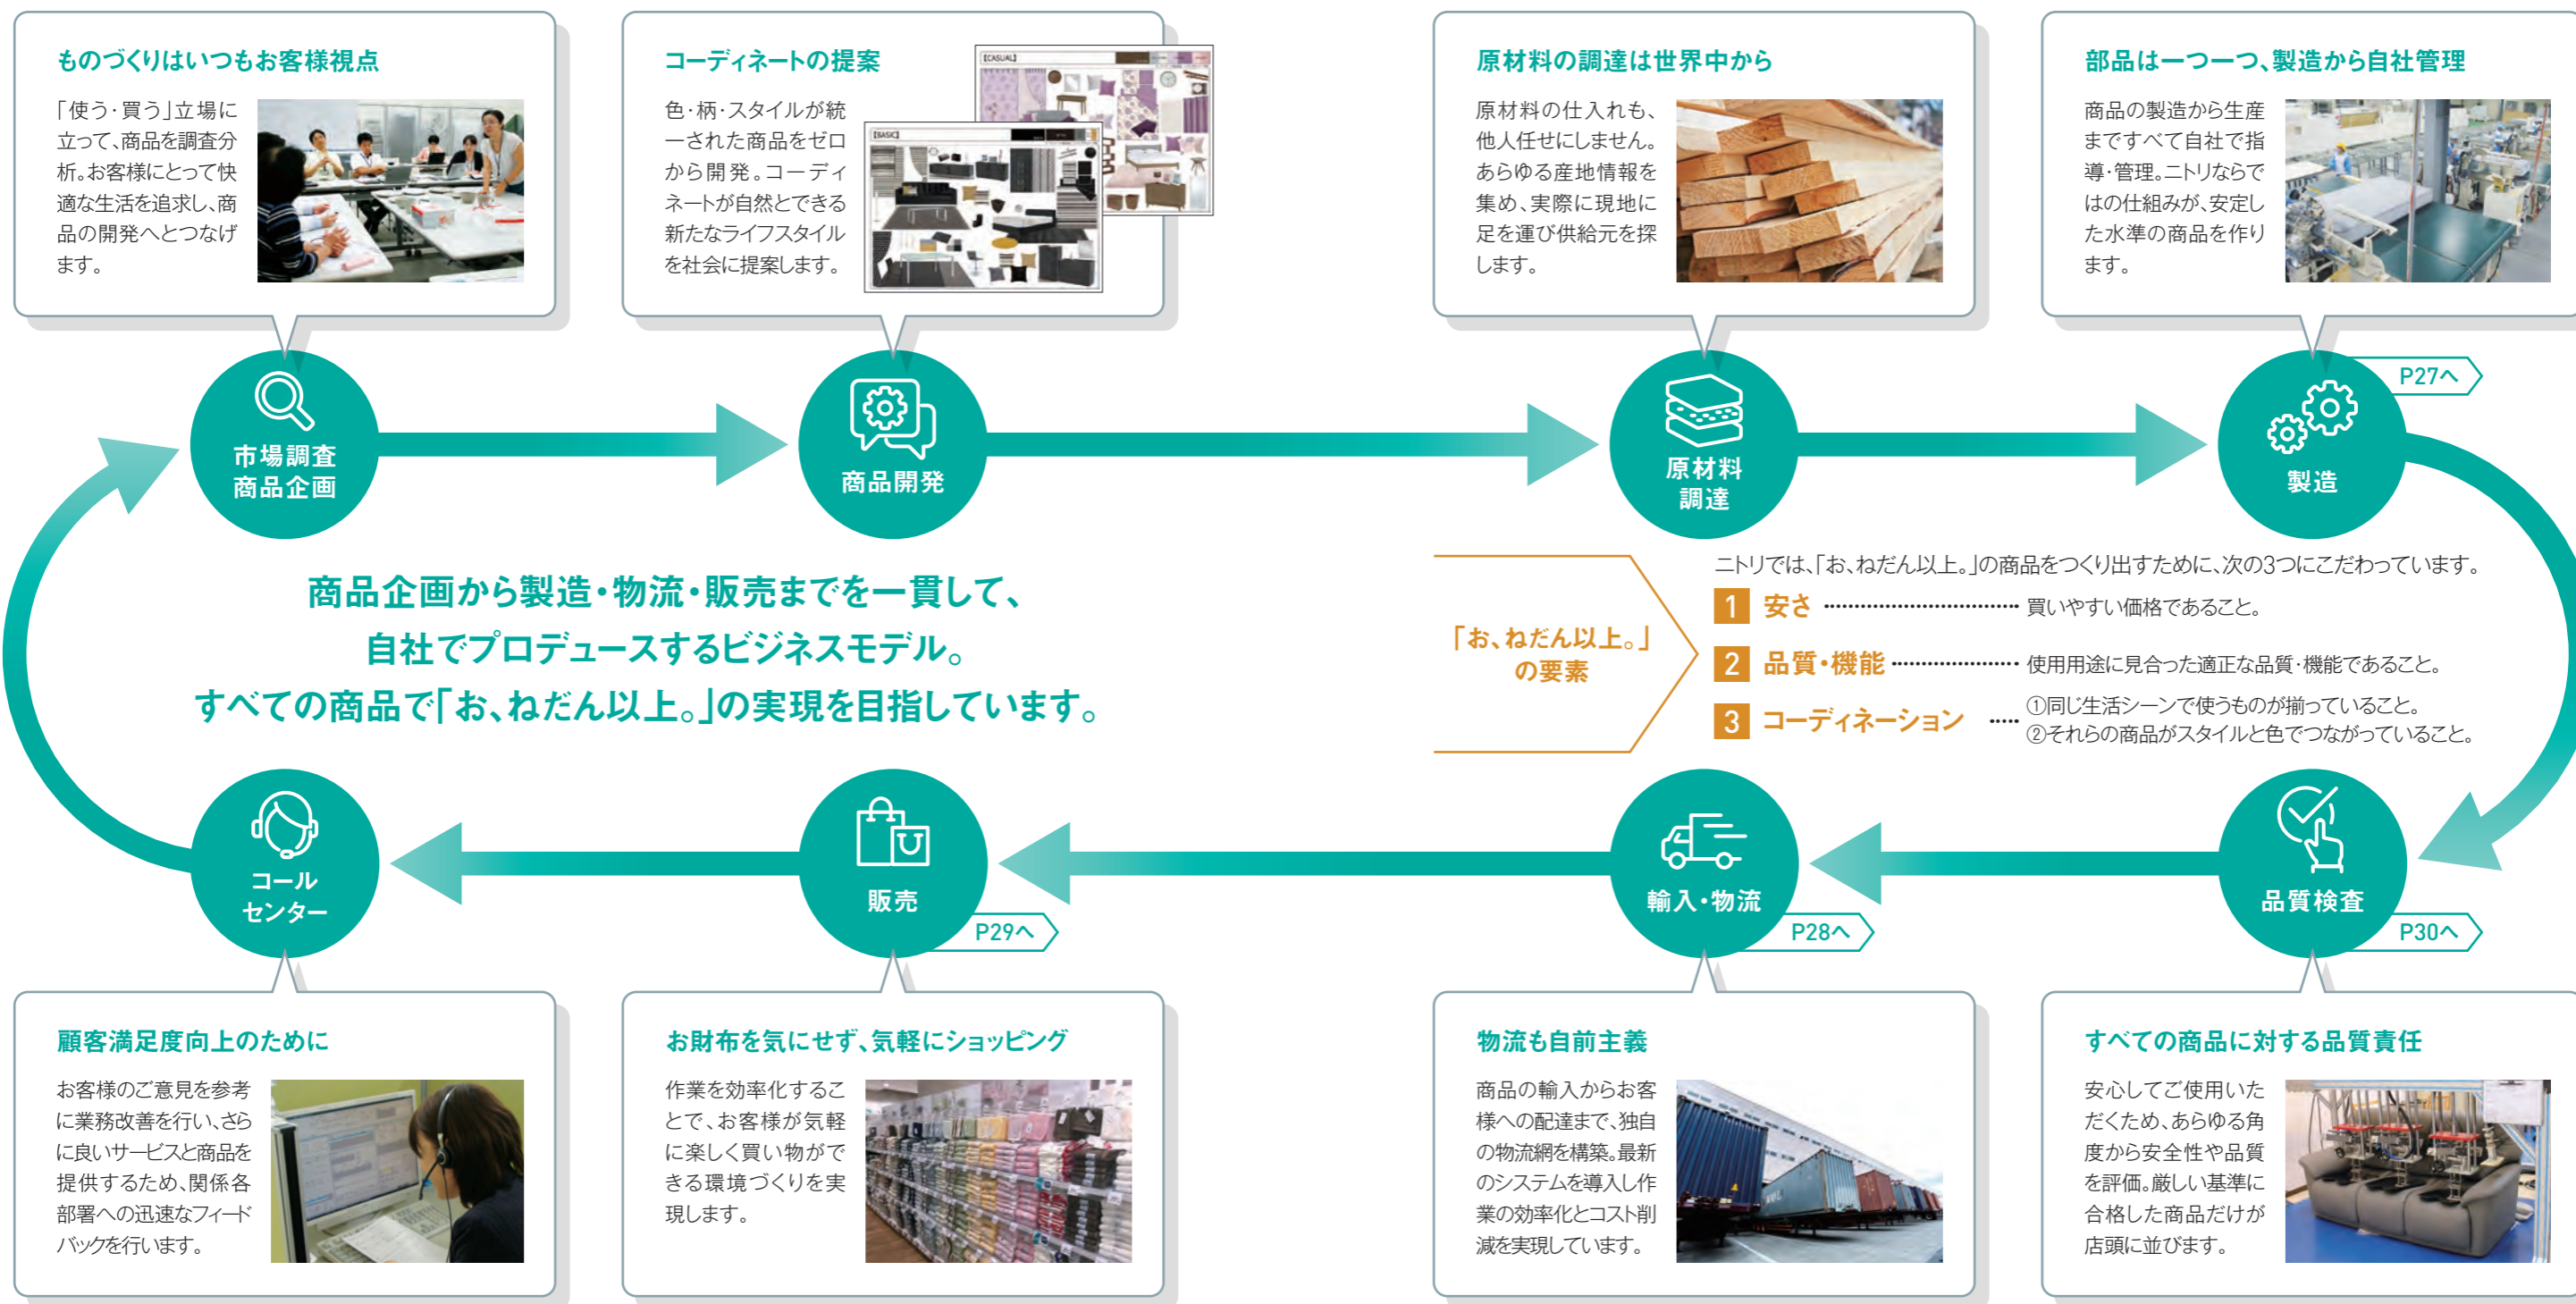 ものづくりはいつもお客様視点
「使う・買う」立場に
立って、商品を調査分
析。お客様にとって快
適な生活を追求し、商
品の開発へとつなげ
ます。
コーディネートの提案
色・柄・スタイルが統
一された商品をゼロ
から開発。コーディ
ネートが自然とできる
新たなライフスタイル
を社会に提案します。
【CASUAL】
【BASIC】
原材料の調達は世界中から
原材料の仕入れも、
他人任せにしません。
あらゆる産地情報を
集め、実際に現地に
足を運び供給元を探
します。
部品は一つ一つ、製造から自社管理
商品の製造から生産
まですべて自社で指
導・管理。ニトリならで
はの仕組みが、安定し
た水準の商品を作り
ます。
市場調査
商品企画
商品開発
原材料
調達
製造
P27へ
商品企画から製造・物流・販売までを一貫して、
自社でプロデュースするビジネスモデル。
すべての商品で「お、ねだん以上。」の実現を目指しています。
「お、ねだん以上。」
の要素
ニトリでは、「お、ねだん以上。」の商品をつくり出すために、次の3つにこだわっています。
1 安さ ･････････････････････････････ 買いやすい価格であること。
2 品質・機能 ･･･････････････････ 使用用途に見合った適正な品質・機能であること。
3 コーディネーション ･････ ①同じ生活シーンで使うものが揃っていること。
②それらの商品がスタイルと色でつながっていること。
コール
センター
販売
P29へ
輸入・物流
P28へ
品質検査
P30へ
顧客満足度向上のために
お客様のご意見を参考
に業務改善を行い、さら
に良いサービスと商品を
提供するため、関係各
部署への迅速なフィード
バックを行います。
お財布を気にせず、気軽にショッピング
作業を効率化するこ
とで、お客様が気軽
に楽しく買い物がで
きる環境づくりを実
現します。
物流も自前主義
商品の輸入からお客
様への配達まで、独自
の物流網を構築。最新
のシステムを導入し作
業の効率化とコスト削
減を実現しています。
すべての商品に対する品質責任
安心してご使用いた
だくため、あらゆる角
度から安全性や品質
を評価。厳しい基準に
合格した商品だけが
店頭に並びます。